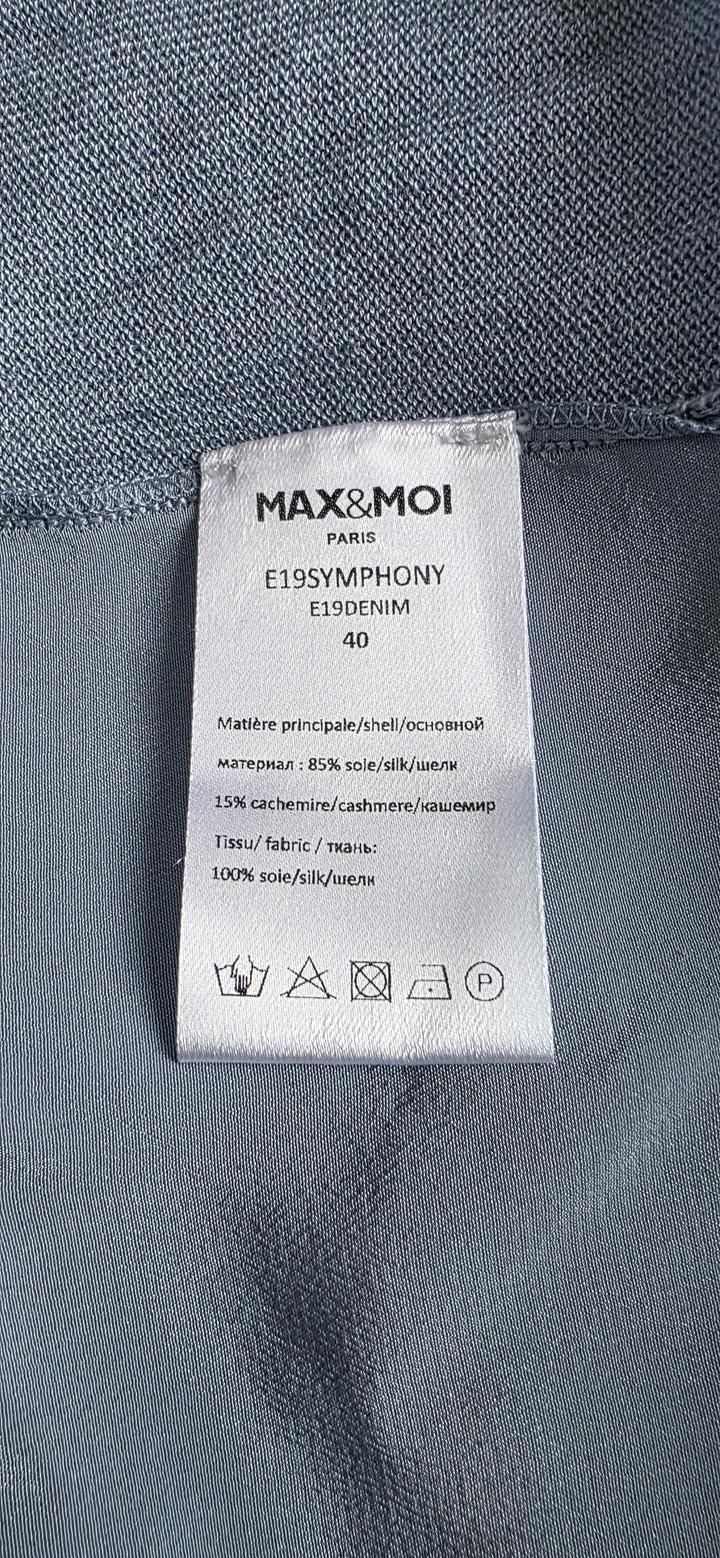 MAX&MOI
PARIS
E19SYMPHONY
E19DENIM
40
Matière principale/shell/основной
материал : 85% soie/silk/шелк
15% cachemire/cashmere/кашемир
Tissu/ fabric / ткань:
100% soie/silk/шелк
P